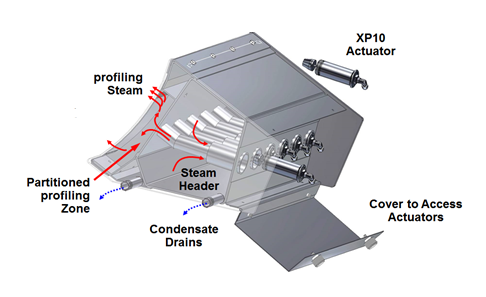 XP10
Actuator
profiling
Steam
Partitioned
profiling
Zone
Steam
Header
Condensate
Drains
Cover to Access
Actuators